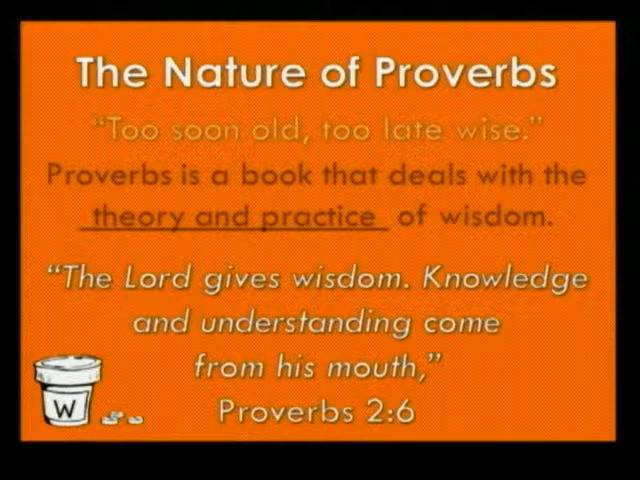 The Nature of Proverbs
“Too soon old, too late wise.”
Proverbs is a book that deals with the
theory and practice of wisdom.
“The Lord gives wisdom. Knowledge
and understanding come
from his mouth,”
Proverbs 2:6
W